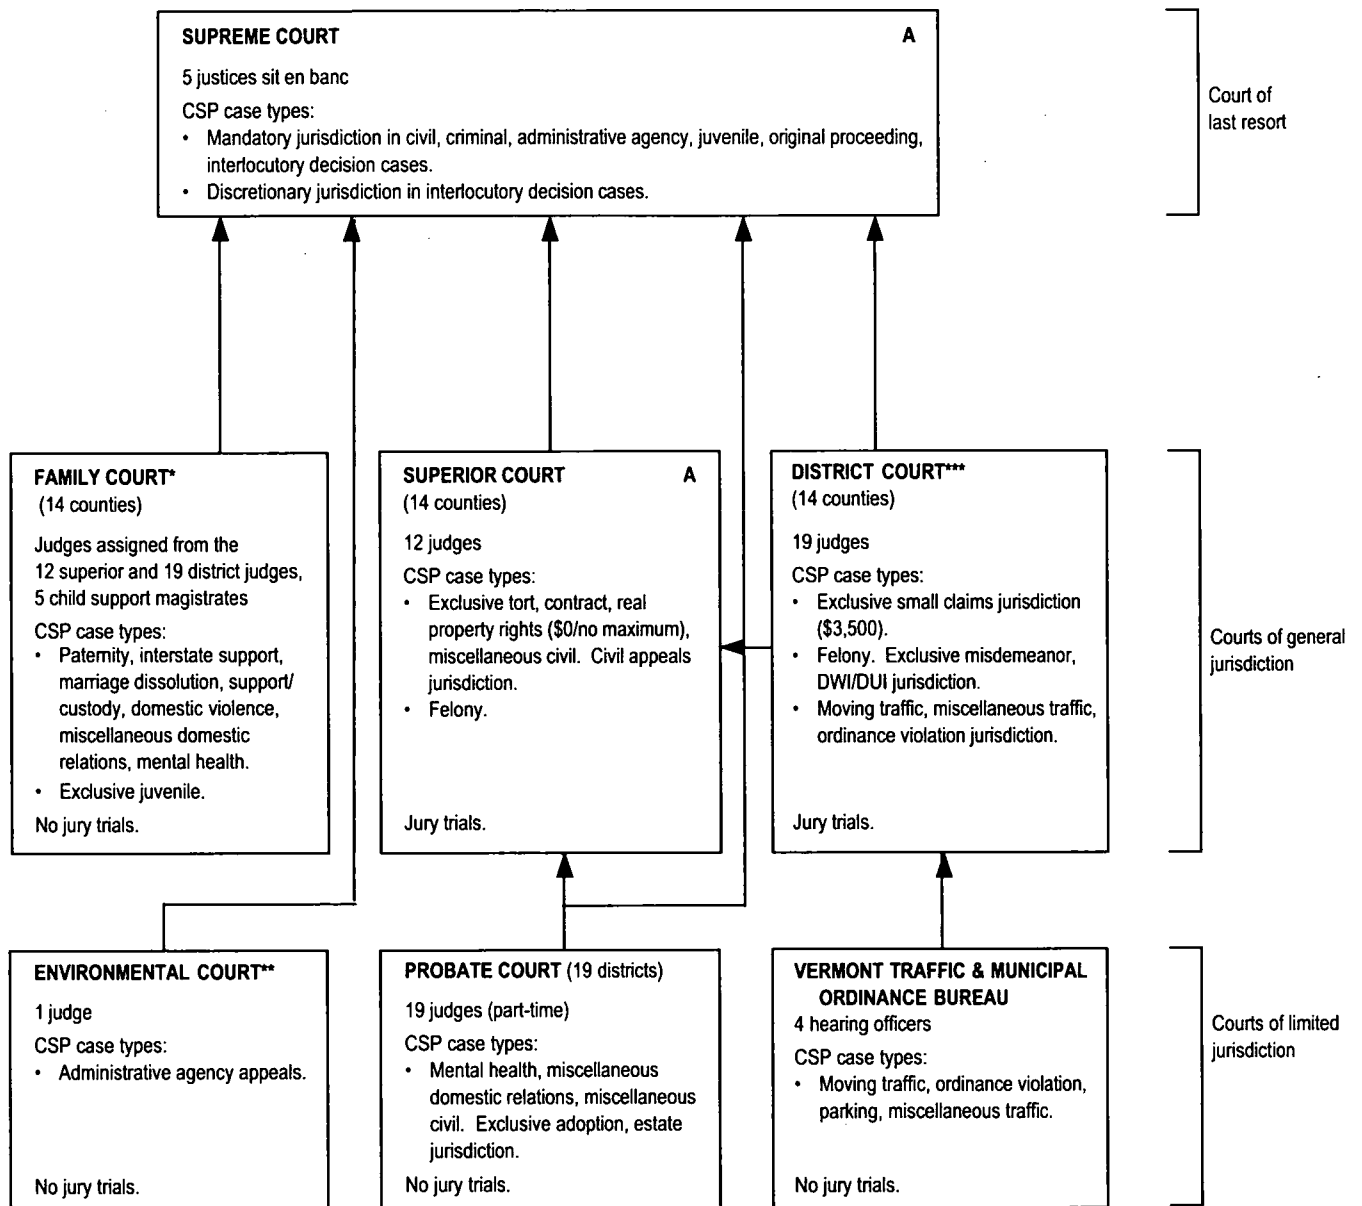 SUPREME COURT A
5 justices sit en banc
CSP case types:
• Mandatory jurisdiction in civil, criminal, administrative agency, juvenile, original proceeding,
interlocutory decision cases.
• Discretionary jurisdiction in interlocutory decision cases.
Court of
last resort
FAMILY COURT*
(14 counties)
Judges assigned from the
12 superior and 19 district judges,
5 child support magistrates
CSP case types:
• Paternity, interstate support,
marriage dissolution, support/
custody, domestic violence,
miscellaneous domestic
relations, mental health.
• Exclusive juvenile.
No jury trials.
SUPERIOR COURT A
(14 counties)
12 judges
CSP case types:
• Exclusive tort, contract, real
property rights ($0/no maximum),
miscellaneous civil. Civil appeals
jurisdiction.
• Felony.
Jury trials.
DISTRICT COURT***
(14 counties)
19 judges
CSP case types:
• Exclusive small claims jurisdiction
($3,500).
• Felony. Exclusive misdemeanor,
DWI/DUI jurisdiction.
• Moving traffic, miscellaneous traffic,
ordinance violation jurisdiction.
Jury trials.
Courts of general
jurisdiction
ENVIRONMENTAL COURT**
1 judge
CSP case types:
• Administrative agency appeals.
No jury trials.
PROBATE COURT (19 districts)
19 judges (part-time)
CSP case types:
• Mental health, miscellaneous
domestic relations, miscellaneous
civil. Exclusive adoption, estate
jurisdiction.
No jury trials.
VERMONT TRAFFIC & MUNICIPAL
ORDINANCE BUREAU
4 hearing officers
CSP case types:
• Moving traffic, ordinance violation,
parking, miscellaneous traffic.
No jury trials.
Courts of limited
jurisdiction